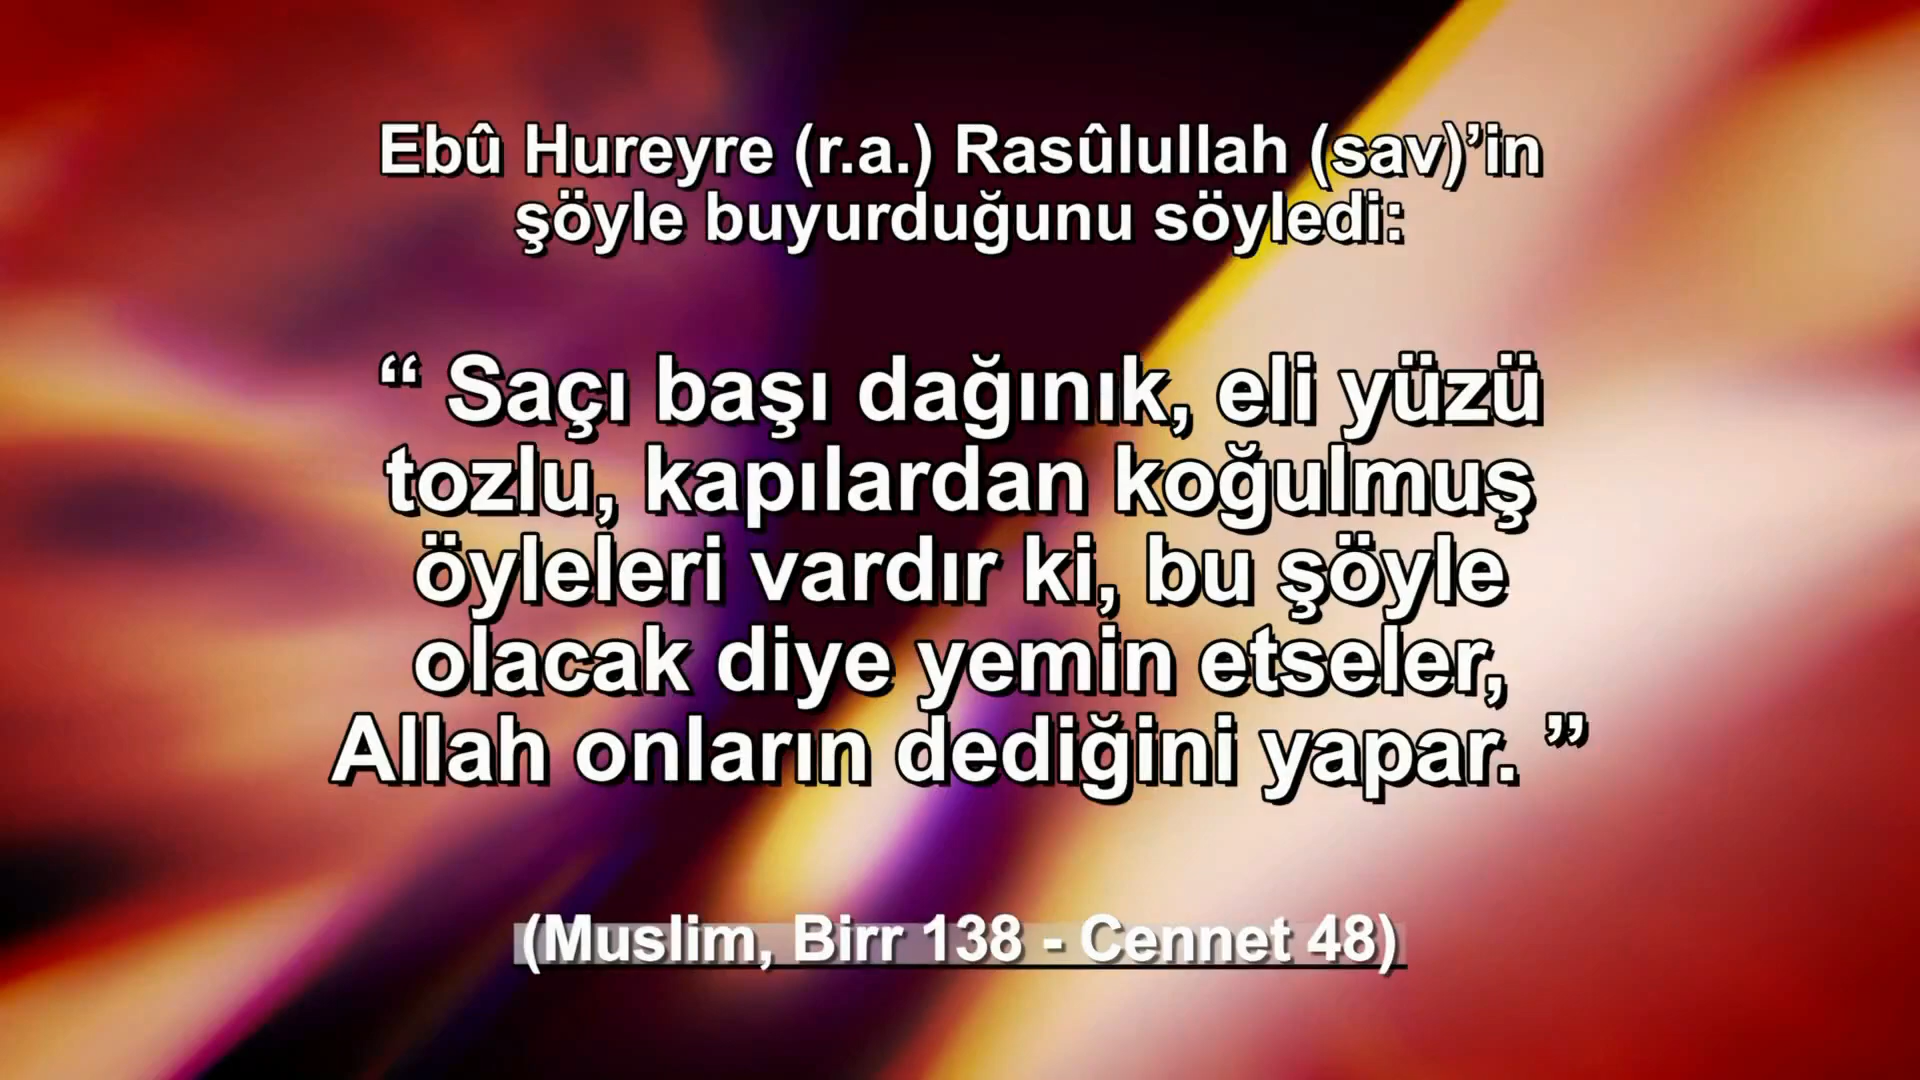 Ebû Hureyre (r.a.) Rasûlullah (sav)’in
şöyle buyurduğunu söyledi:
“ Saçı başı dağınık, eli yüzü
tozlu, kapılardan koğulmuş
öyleleri vardır ki, bu şöyle
olacak diye yemin etseler,
Allah onların dediğini yapar. ”
(Muslim, Birr 138 - Cennet 48)